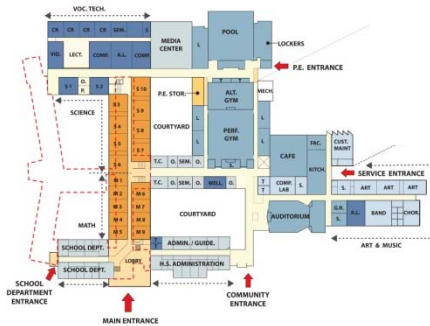 VOC. TECH.
CR CR CR CR SEM. S
MEDIA
CENTER
POOL
L
LOCKERS
VID. LECT. COMP. A.L. COMP.
P.E. ENTRANCE
S 1 O. P. S 2
S 10
P.E. STOR.
ALT.
GYM
MECH.
SCIENCE
S 3
S 9
S 4
S 8
S 5
S 7
S 6
COURTYARD
L
L
PERF.
GYM
L
L
S
FAC.
CUST.
MAINT
CAFE
KITCH.
SERVICE ENTRANCE
T.C. O. SEM. O.
T.C. O. SEM. O. WELL. O.
T
T
COMP.
LAB
S
S. ART ART ART
M 1
M 2
M 3
M 4
M 5
M 6
M 7
M 8
M 9
MATH
COURTYARD
AUDITORIUM
G.R.
S.
R.L. BAND CHOR.
ART & MUSIC
SCHOOL DEPT.
ADMIN. / GUIDE.
LOBBY
SCHOOL DEPT.
H.S. ADMINISTRATION
SCHOOL
DEPARTMENT
ENTRANCE
MAIN ENTRANCE
COMMUNITY
ENTRANCE